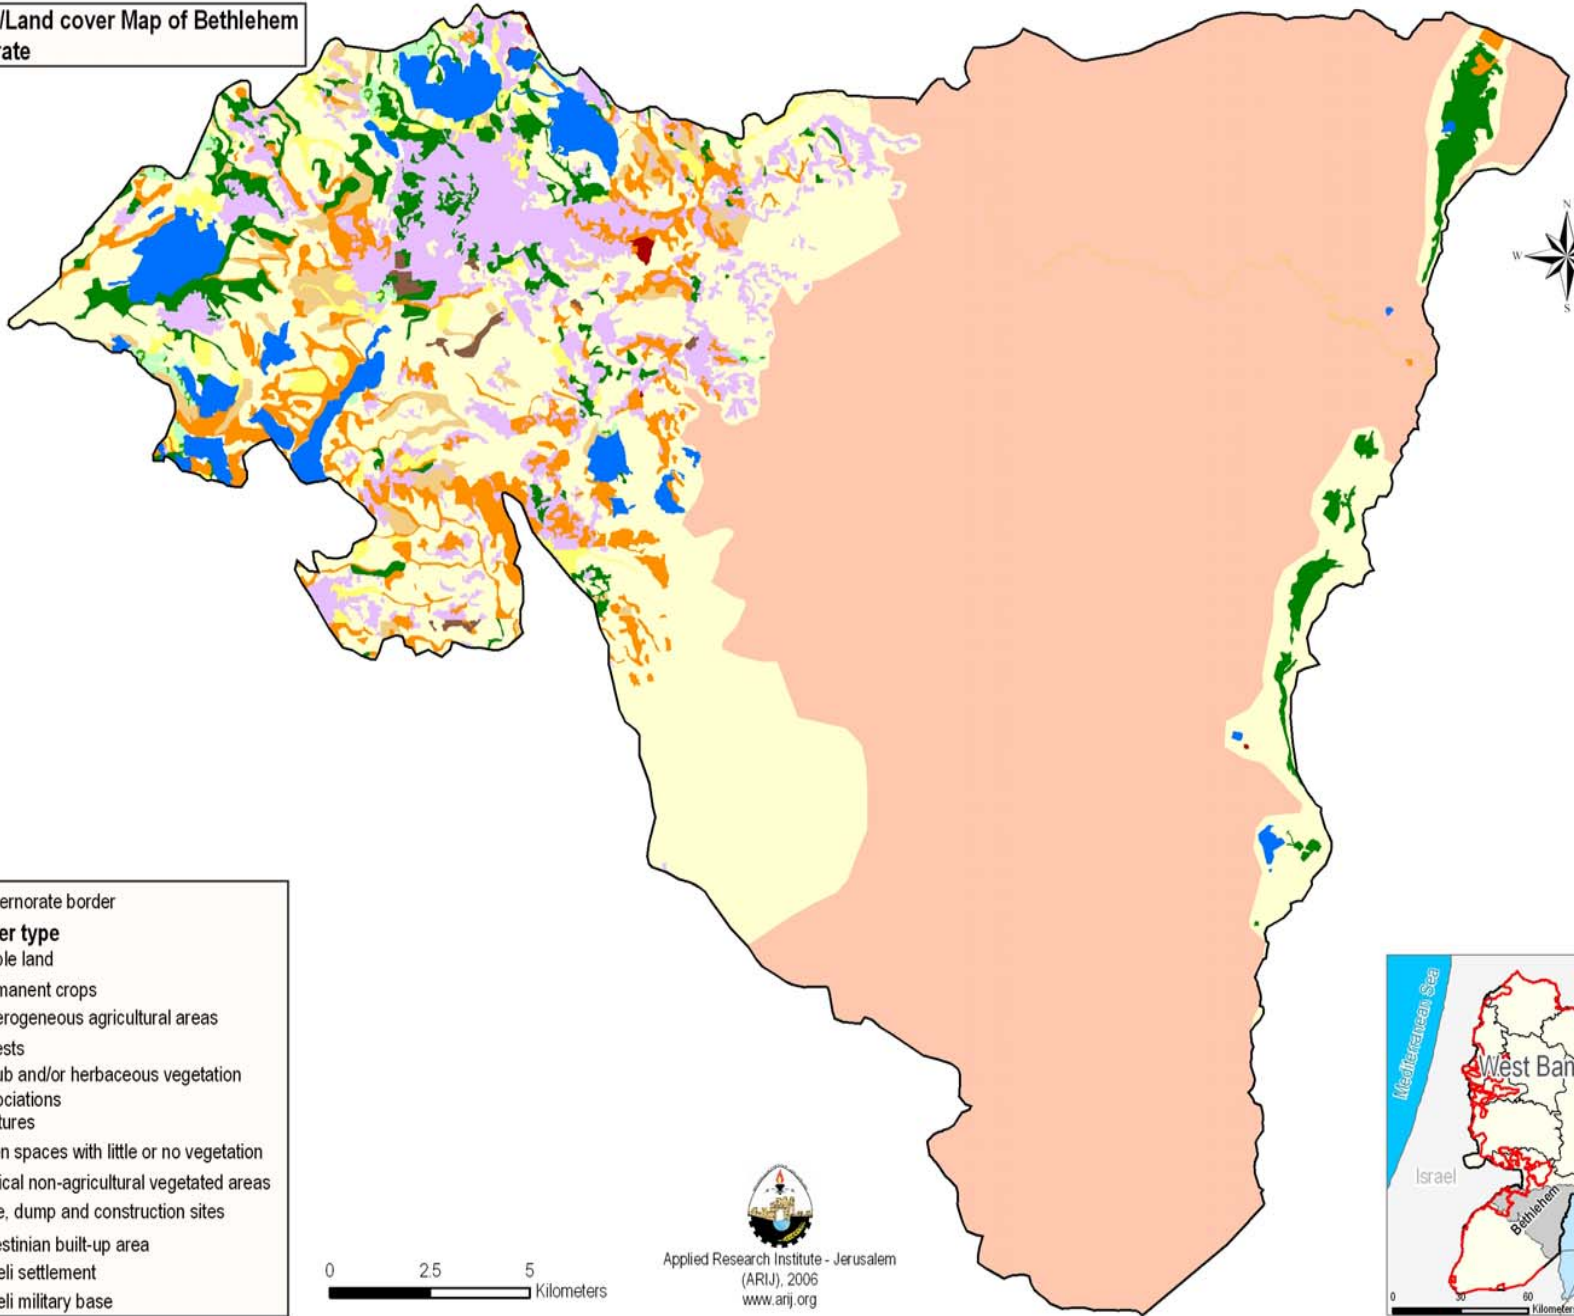 /Land cover Map of Bethlehem
rate
N
W
S
ernorate border
er type
ble land
manent crops
erogeneous agricultural areas
ests
ub and/or herbaceous vegetation
ociations
tures
n spaces with little or no vegetation
ical non-agricultural vegetated areas
e, dump and construction sites
estinian built-up area
eli settlement
eli military base
0 2.5 5
Kilometers
Applied Research Institute - Jerusalem
(ARIJ), 2006
www.arij.org
Mediterranean Sea
West Ban
Israel
Bethlehem
0 30 60
Kilometers